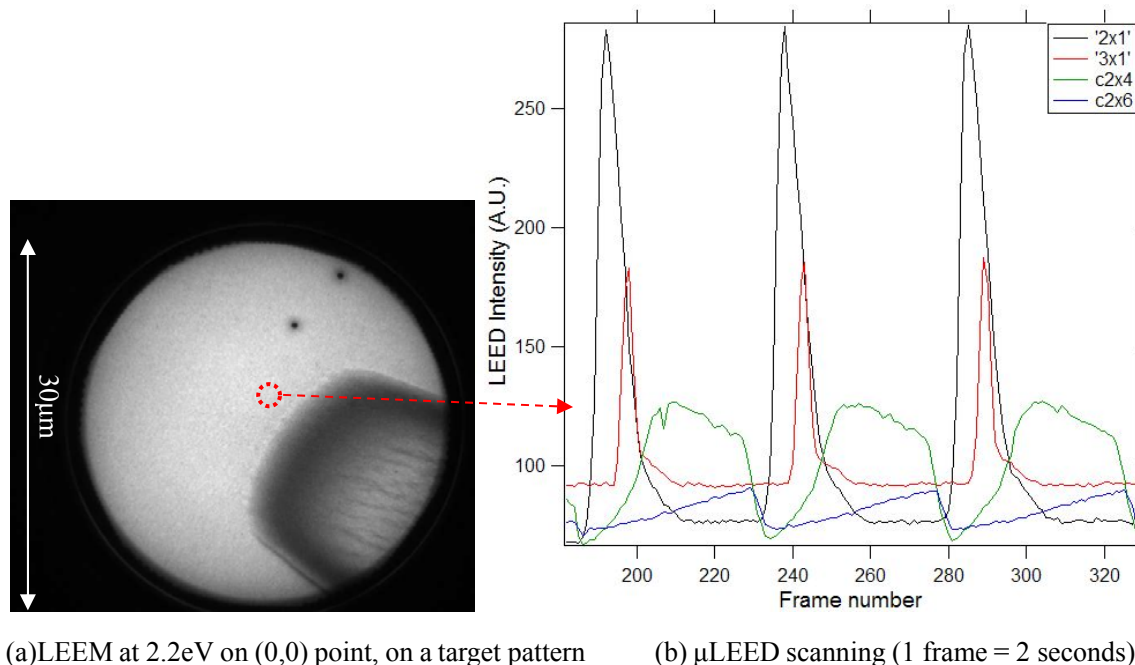 '2x1'
'3x1'
c2x4
c2x6
250
200
150
100
LEED Intensity (A.U.)
30μm
200 220 240 260 280 300 320
Frame number
(a)LEEM at 2.2eV on (0,0) point, on a target pattern
(b) μLEED scanning (1 frame = 2 seconds)